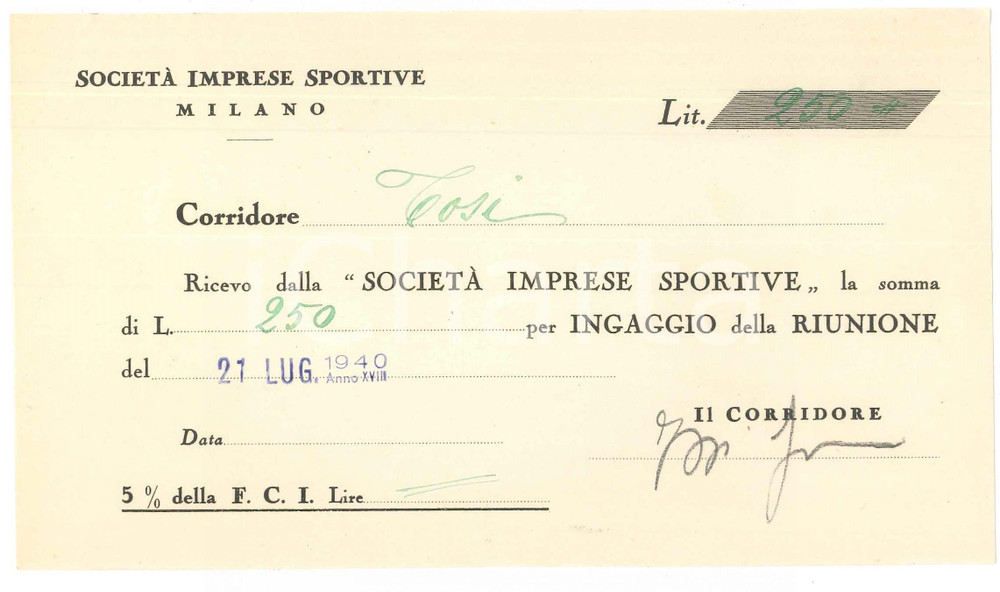 SOCIETÀ IMPRESE SPORTIVE
MILANO
Lit. 250
Corridore Tosi
Ricevo dalla “SOCIETÀ IMPRESE SPORTIVE„ la somma
di L. 250 per INGAGGIO della RIUNIONE
del 21 LUG. 1940 Anno XVIII
Il CORRIDORE
Data
5 % della F. C. I. Lire
iCharta